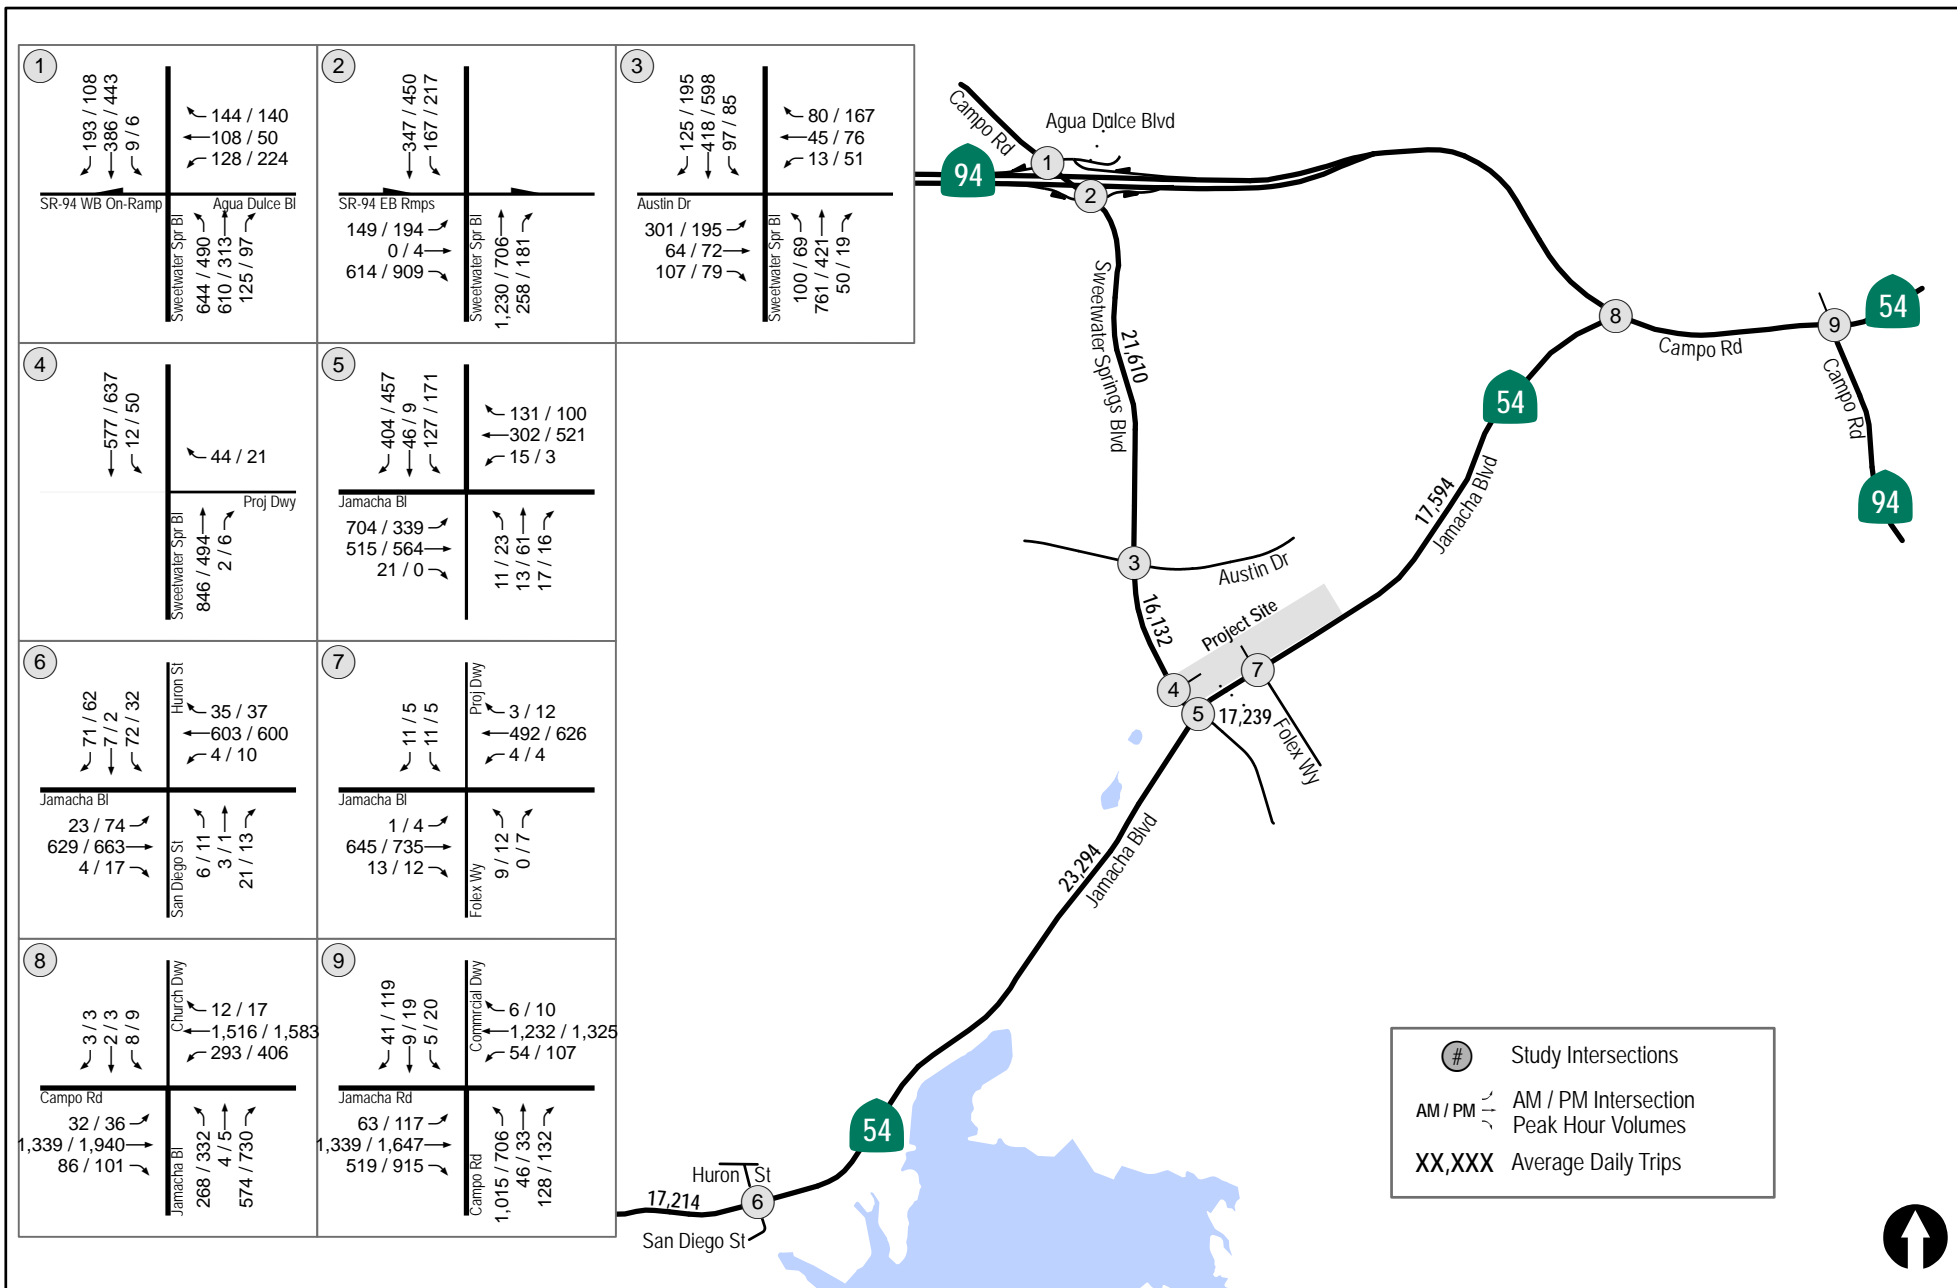 1
193 / 108
386 / 443
9 / 6
144 / 140
108 / 50
128 / 224
SR-94 WB On-Ramp
Agua Dulce Bl
Sweetwater Spr Bl
644 / 490
610 / 313
125 / 97
2
347 / 450
167 / 217
SR-94 EB Rmps
149 / 194
0 / 4
614 / 909
Sweetwater Spr Bl
1,230 / 706
258 / 181
3
125 / 195
418 / 598
97 / 85
80 / 167
45 / 76
13 / 51
Austin Dr
301 / 195
64 / 72
107 / 79
Sweetwater Spr Bl
100 / 69
761 / 421
50 / 19
4
577 / 637
12 / 50
44 / 21
Proj Dwy
Sweetwater Spr Bl
846 / 494
2 / 6
5
404 / 457
46 / 9
127 / 171
131 / 100
302 / 521
15 / 3
Jamacha Bl
704 / 339
515 / 564
21 / 0
11 / 23
13 / 61
17 / 16
6
71 / 62
7 / 2
72 / 32
Huron St
35 / 37
603 / 600
4 / 10
Jamacha Bl
23 / 74
629 / 663
4 / 17
San Diego St
6 / 11
3 / 1
21 / 13
7
11 / 5
11 / 5
Proj Dwy
3 / 12
492 / 626
4 / 4
Jamacha Bl
1 / 4
645 / 735
13 / 12
Folex Wy
9 / 12
0 / 7
8
3 / 3
2 / 3
8 / 9
Church Dwy
12 / 17
1,516 / 1,583
293 / 406
Campo Rd
32 / 36
1,339 / 1,940
86 / 101
Jamacha Bl
268 / 332
4 / 5
574 / 730
9
41 / 119
9 / 19
5 / 20
Commrcial Dwy
6 / 10
1,232 / 1,325
54 / 107
Jamacha Rd
63 / 117
1,339 / 1,647
519 / 915
Campo Rd
1,015 / 706
46 / 33
128 / 132
Campo Rd
Agua Dulce Blvd
94
1
2
Sweetwater Springs Blvd
21,610
8
Campo Rd
9
54
Campo Rd
94
54
17,594
Jamacha Blvd
3
Austin Dr
16,132
Project Site
4
7
5
17,239
Folex Wy
23,294
Jamacha Blvd
54
Huron St
17,214
6
San Diego St
# Study Intersections
AM / PM AM / PM Intersection
Peak Hour Volumes
XX,XXX Average Daily Trips